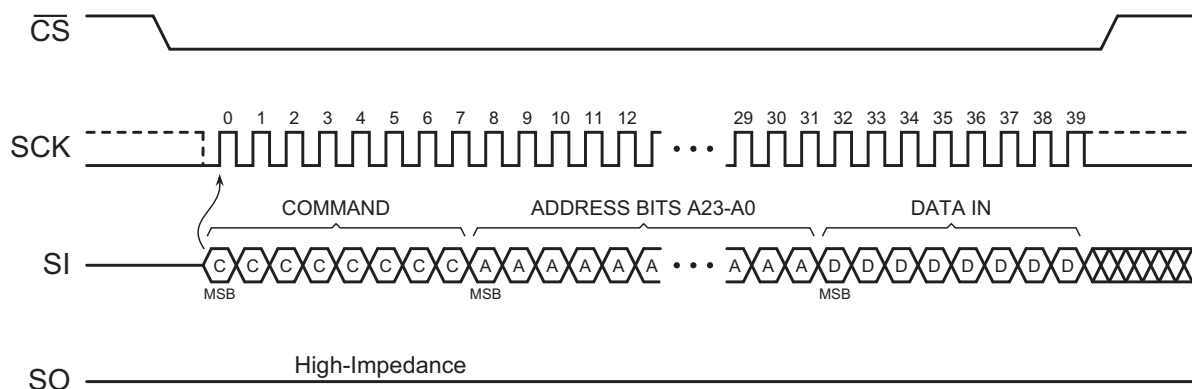 CS
0 1 2 3 4 5 6 7 8 9 10 11 12 29 30 31 32 33 34 35 36 37 38 39
SCK
COMMAND ADDRESS BITS A23-A0 DATA IN
SI C C C C C C C C A A A A A A A A A D D D D D D D D
MSB MSB MSB
High-Impedance
SO